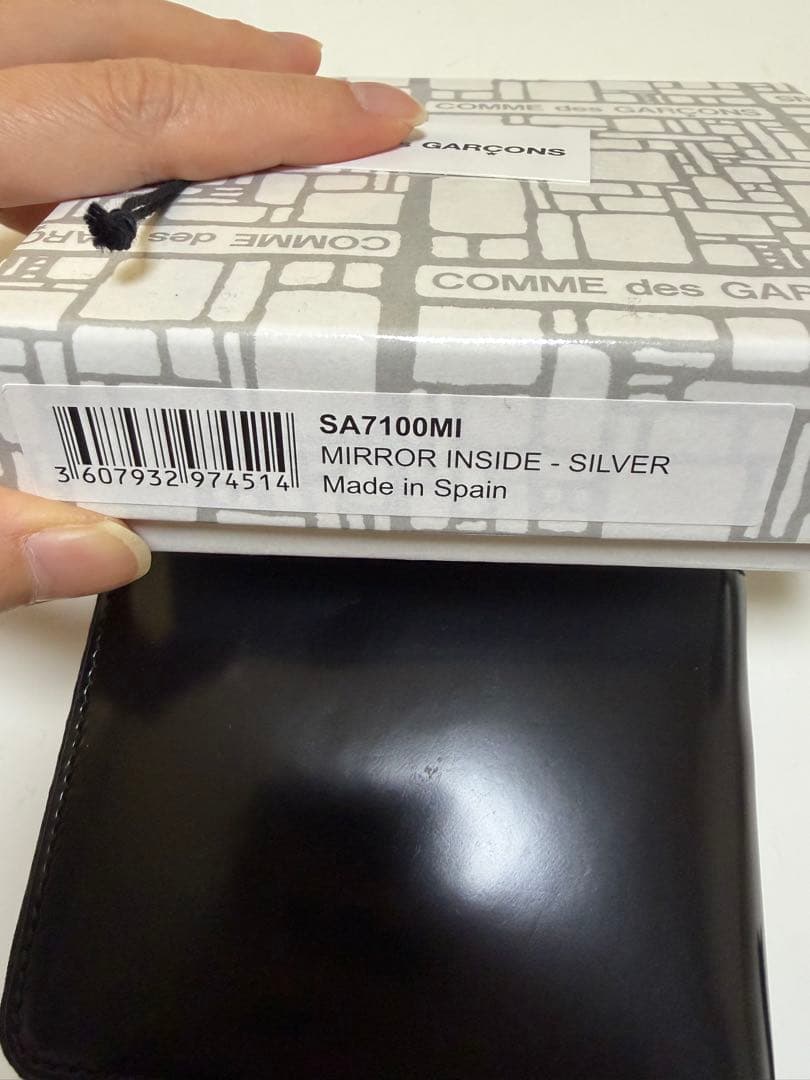 COMME des GARÇONS
GARÇONS
COMME des
COMME des GAR
SA7100MI
MIRROR INSIDE - SILVER
Made in Spain
3 607932 974514